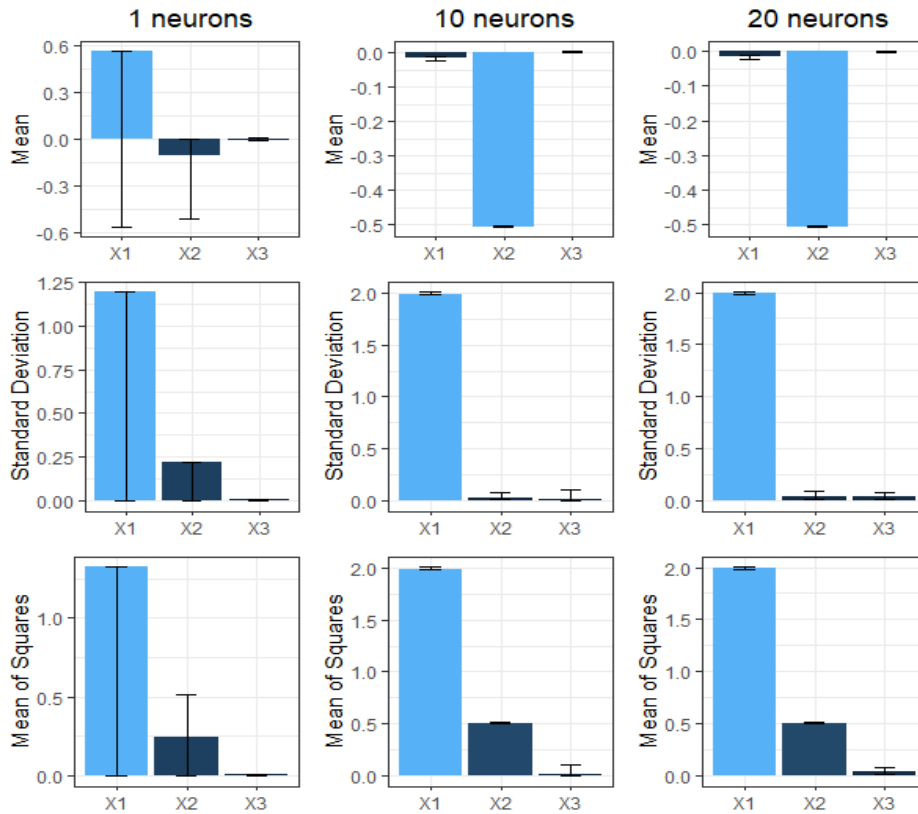 1 neurons
10 neurons
20 neurons
Mean
0.6
0.3
0.0
-0.3
-0.6
X1 X2 X3
Mean
0.0
-0.1
-0.2
-0.3
-0.4
-0.5
X1 X2 X3
Mean
0.0
-0.1
-0.2
-0.3
-0.4
-0.5
X1 X2 X3
Standard Deviation
1.25
1.00
0.75
0.50
0.25
0.00
X1 X2 X3
Standard Deviation
2.0
1.5
1.0
0.5
0.0
X1 X2 X3
Standard Deviation
2.0
1.5
1.0
0.5
0.0
X1 X2 X3
Mean of Squares
1.0
0.5
0.0
X1 X2 X3
Mean of Squares
2.0
1.5
1.0
0.5
0.0
X1 X2 X3
Mean of Squares
2.0
1.5
1.0
0.5
0.0
X1 X2 X3